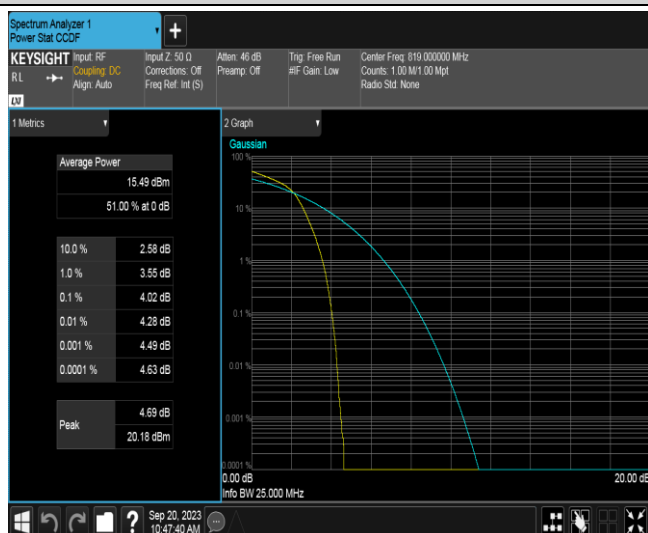 Spectrum Analyzer 1
Power Stat CCDF
+
KEYSIGHT
RL
LXI
Input: RF
Coupling: DC
Align: Auto
Input Z: 50 Ω
Corrections: Off
Freq Ref: Int (S)
Atten: 46 dB
Preamp: Off
Trig: Free Run
#IF Gain: Low
Center Freq: 819.000000 MHz
Counts: 1.00 M/1.00 Mpt
Radio Std: None
1 Metrics
Average Power
15.49 dBm
51.00 % at 0 dB
10.0 % 2.58 dB
1.0 % 3.55 dB
0.1 % 4.02 dB
0.01 % 4.28 dB
0.001 % 4.49 dB
0.0001 % 4.63 dB
Peak
4.69 dB
20.18 dBm
2 Graph
Gaussian
100 %
10 %
1 %
0.1 %
0.01 %
0.001 %
0.0001 %
0.00 dB 20.00 dB
Info BW 25.000 MHz
?
Sep 20, 2023
10:47:40 AM